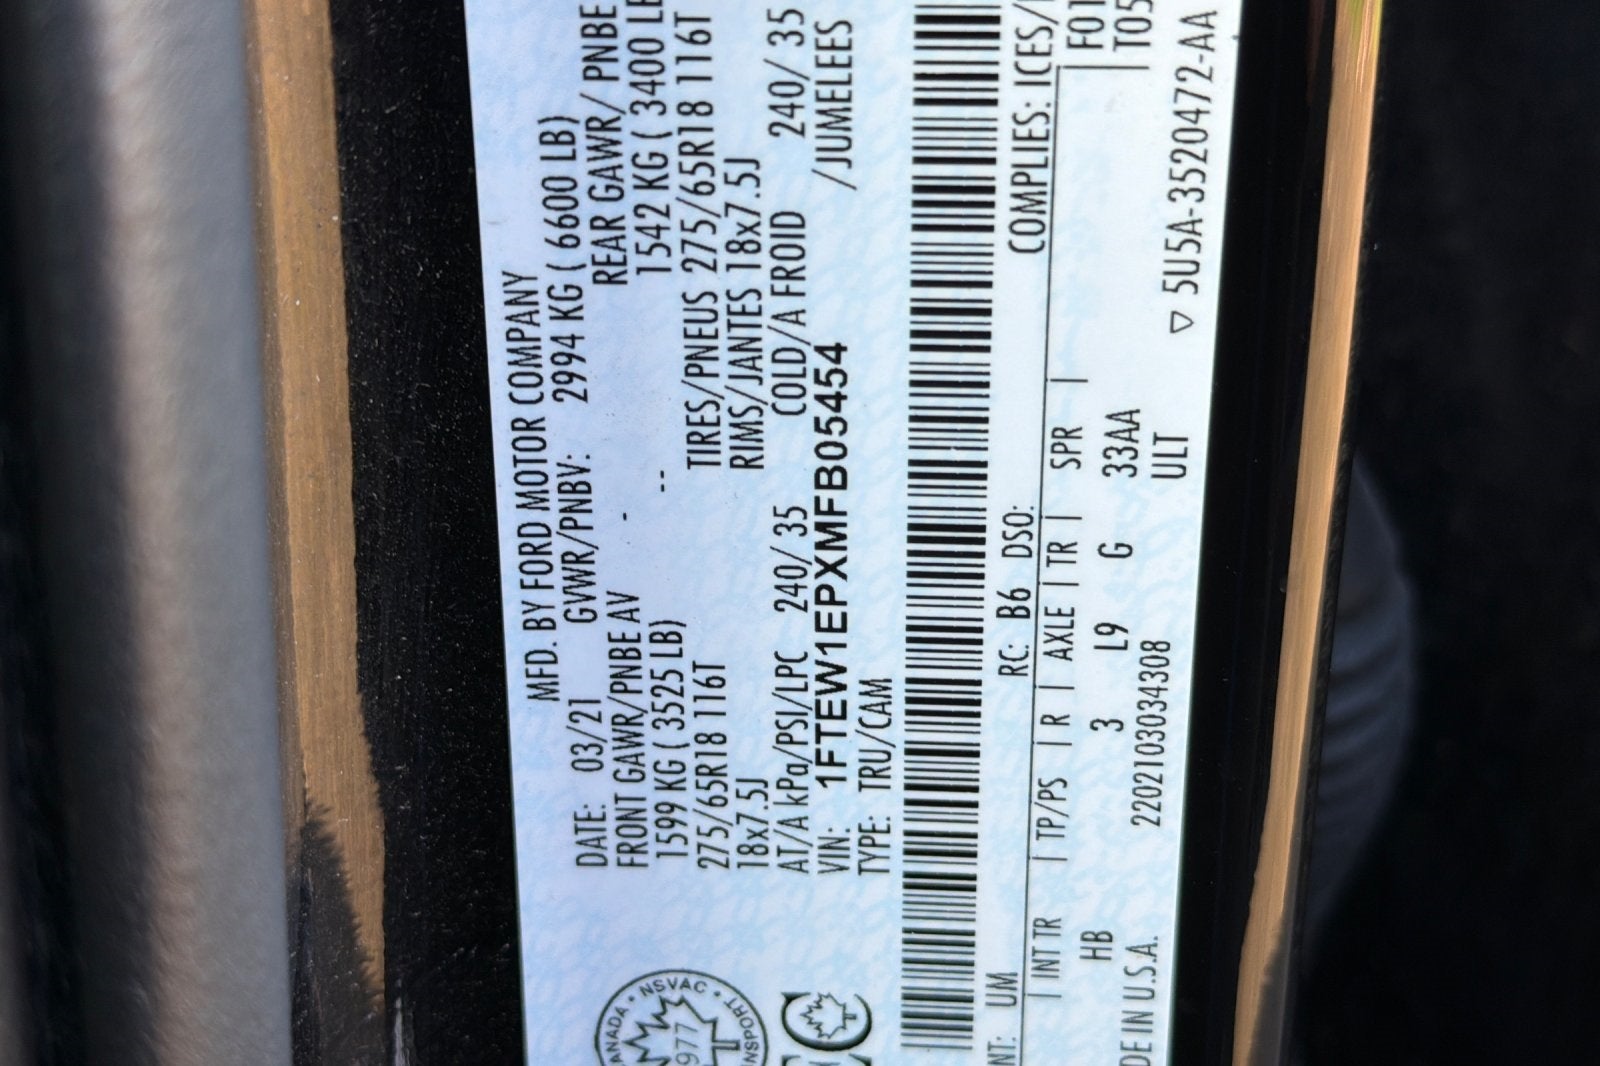 MFD. BY FORD MOTOR COMPANY
DATE: 03/21 GVWR/PNBV: 2994 KG ( 6600 LB)
FRONT GAWR/PNBE AV - REAR GAWR/ PNBE
1599 KG ( 3525 LB) -- 1542 KG ( 3400 LB
275/65R18 116T TIRES/PNEUS 275/65R18 116T
18x7.5J RIMS/JANTES 18x7.5J
AT/A kPa/PSI/LPC 240/ 35 COLD/A FROID 240/ 35
VIN: 1FTEW1EPXMFB05454 /JUMELEES
TYPE: TRU/CAM
NSVAC
1977
UM RC: B6 DSO: COMPLIES: ICES/
INT TR TP/PS R AXLE TR SPR F01
HB 3 L9 G 33AA T05
ULT
DE IN U.S.A. 2202103034308 ▽ 5U5A-3520472-AA